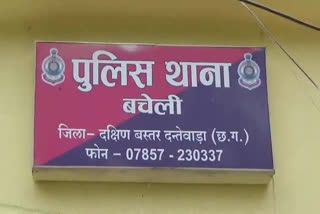 पुलिस थाना
बचेली
जिला- दक्षिण बस्तर दन्तेवाड़ा (छ.ग.)
फोन - 07857 - 230337